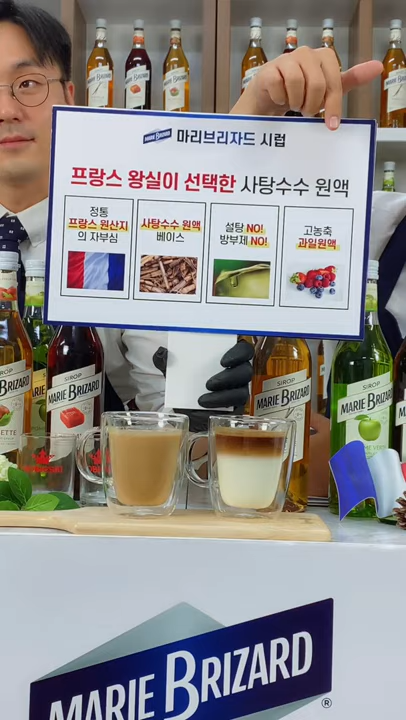 MARIE BRIZARD 마리브리자드 시럽
프랑스 왕실이 선택한 사탕수수 원액
정통
프랑스 원산지
의 자부심
사탕수수 원액
베이스
설탕 NO!
방부제 NO!
고농축
과일원액
SIROP
MARIE BRIZARD
SIROP
MARIE BRIZARD
SIROP
MARIE BRIZARD
MARIE BRIZARD
®